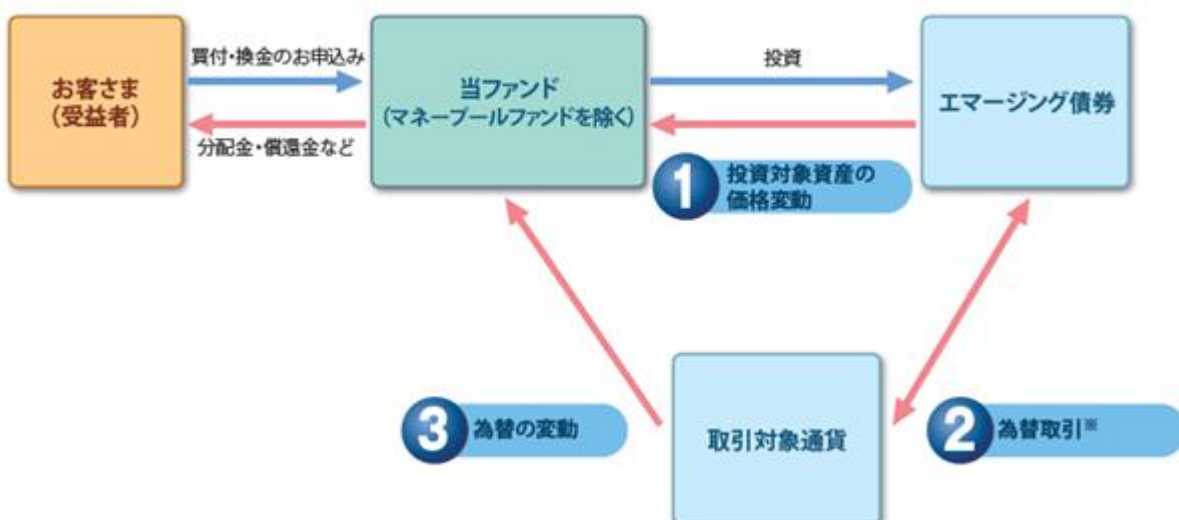 お客さま
(受益者)
買付・換金のお申込み
分配金・償還金など
当ファンド
(マネープールファンドを除く)
投資
エマージング債券
1 投資対象資産の
価格変動
3 為替の変動
取引対象通貨
2 為替取引※